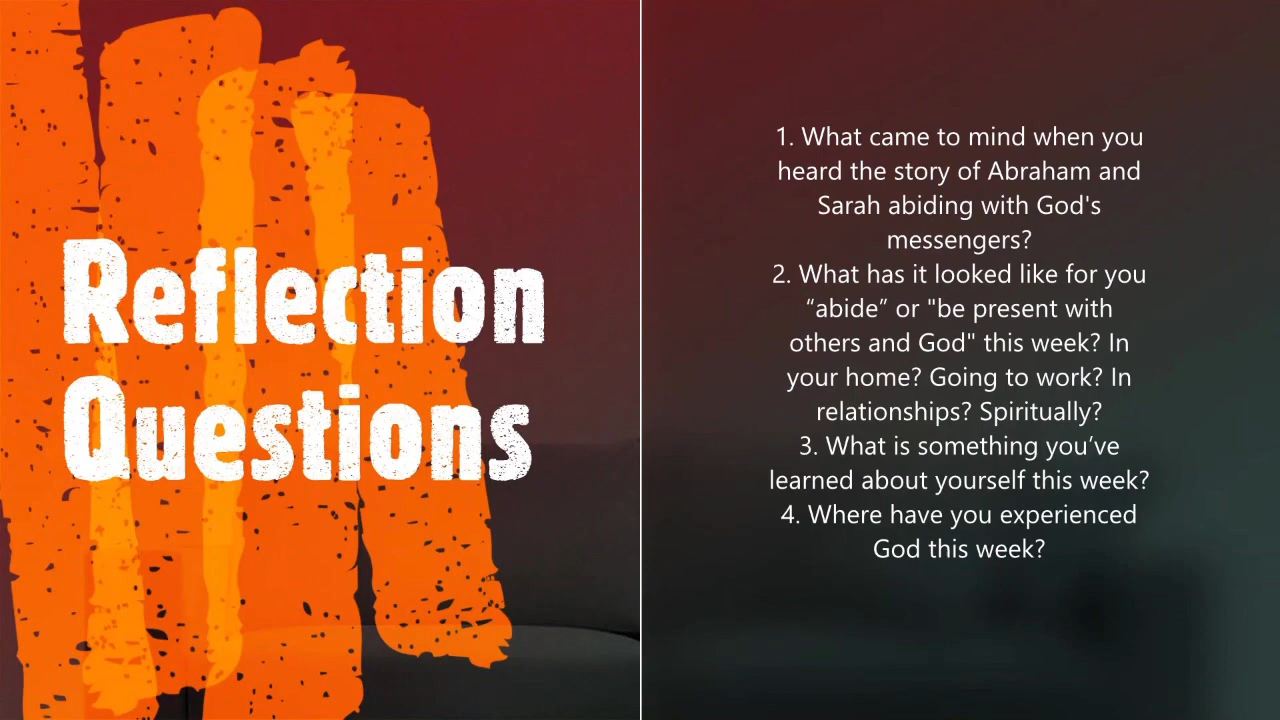 Reflection
Questions
1. What came to mind when you
heard the story of Abraham and
Sarah abiding with God's
messengers?
2. What has it looked like for you
“abide” or "be present with
others and God" this week? In
your home? Going to work? In
relationships? Spiritually?
3. What is something you’ve
learned about yourself this week?
4. Where have you experienced
God this week?